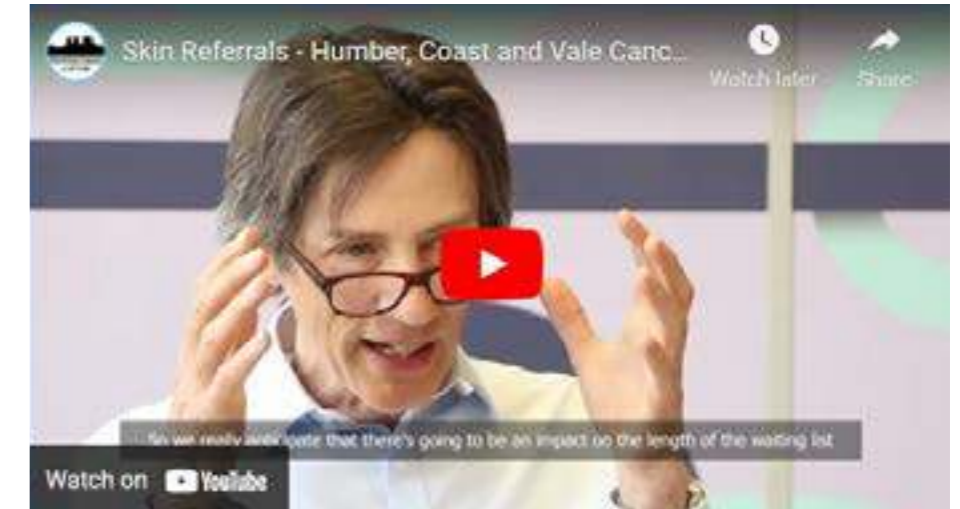 Skin Referrals - Humber, Coast and Vale Canc...
Watch later
Share
So we really anticipate that there's going to be an impact on the length of the waiting list
Watch on YouTube